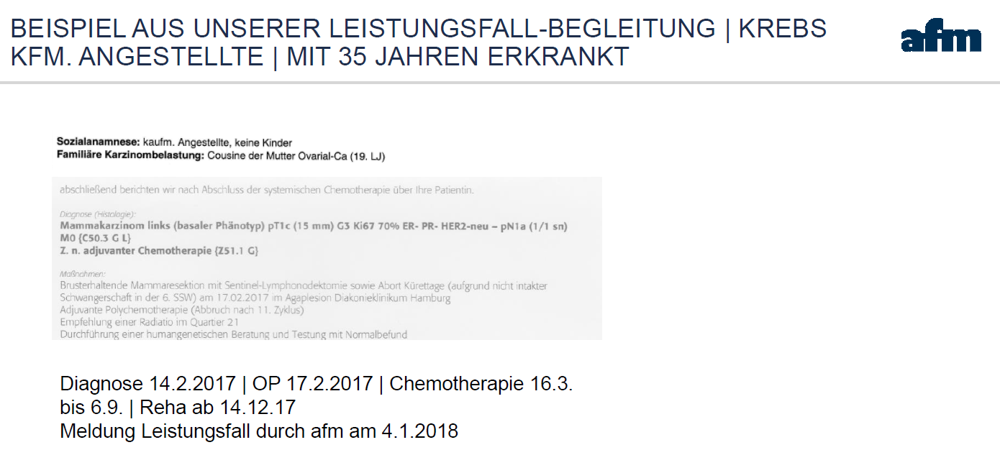 BEISPIEL AUS UNSERER LEISTUNGSFALL-BEGLEITUNG | KREBS
KFM. ANGESTELLTE | MIT 35 JAHREN ERKRANKT
afm
Sozialanamnese: kaufm. Angestellte, keine Kinder
Familiäre Karzinombelastung: Cousine der Mutter Ovarial-Ca (19. LJ)
abschließend berichten wir nach Abschluss der systemischen Chemotherapie über Ihre Patientin.
Diagnose (Histologie):
Mammakarzinom links (basaler Phänotyp) pT1c (15 mm) G3 Ki67 70% ER- PR- HER2-neu – pN1a (1/1 sn)
M0 {C50.3 G L}
Z. n. adjuvanter Chemotherapie {Z51.1 G}
Maßnahmen:
Brusterhaltende Mammaresektion mit Sentinel-Lymphonodektomie sowie Abort Kürettage (aufgrund nicht intakter
Schwangerschaft in der 6. SSW) am 17.02.2017 im Agaplesion Diakonieklinikum Hamburg
Adjuvante Polychemotherapie (Abbruch nach 11. Zyklus)
Empfehlung einer Radiatio im Quartier 21
Durchführung einer humangenetischen Beratung und Testung mit Normalbefund
Diagnose 14.2.2017 | OP 17.2.2017 | Chemotherapie 16.3.
bis 6.9. | Reha ab 14.12.17
Meldung Leistungsfall durch afm am 4.1.2018